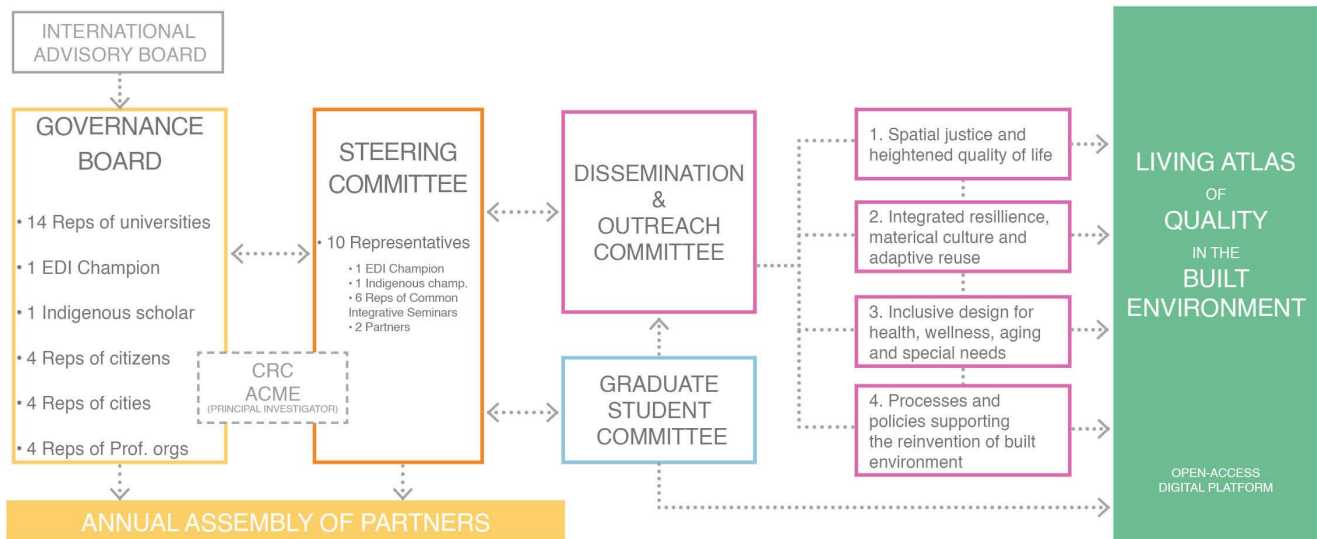 INTERNATIONAL
ADVISORY BOARD
GOVERNANCE
BOARD
• 14 Reps of universities
• 1 EDI Champion
• 1 Indigenous scholar
• 4 Reps of citizens
• 4 Reps of cities
• 4 Reps of Prof. orgs
CRC
ACME
(PRINCIPAL INVESTIGATOR)
STEERING
COMMITTEE
• 10 Representatives
• 1 EDI Champion
• 1 Indigenous champ.
• 6 Reps of Common
Integrative Seminars
• 2 Partners
ANNUAL ASSEMBLY OF PARTNERS
DISSEMINATION
&
OUTREACH
COMMITTEE
GRADUATE
STUDENT
COMMITTEE
1. Spatial justice and
heightened quality of life
2. Integrated resillience,
materical culture and
adaptive reuse
3. Inclusive design for
health, wellness, aging
and special needs
4. Processes and
policies supporting
the reinvention of built
environment
LIVING ATLAS
OF
QUALITY
IN THE
BUILT
ENVIRONMENT
OPEN-ACCESS
DIGITAL PLATFORM